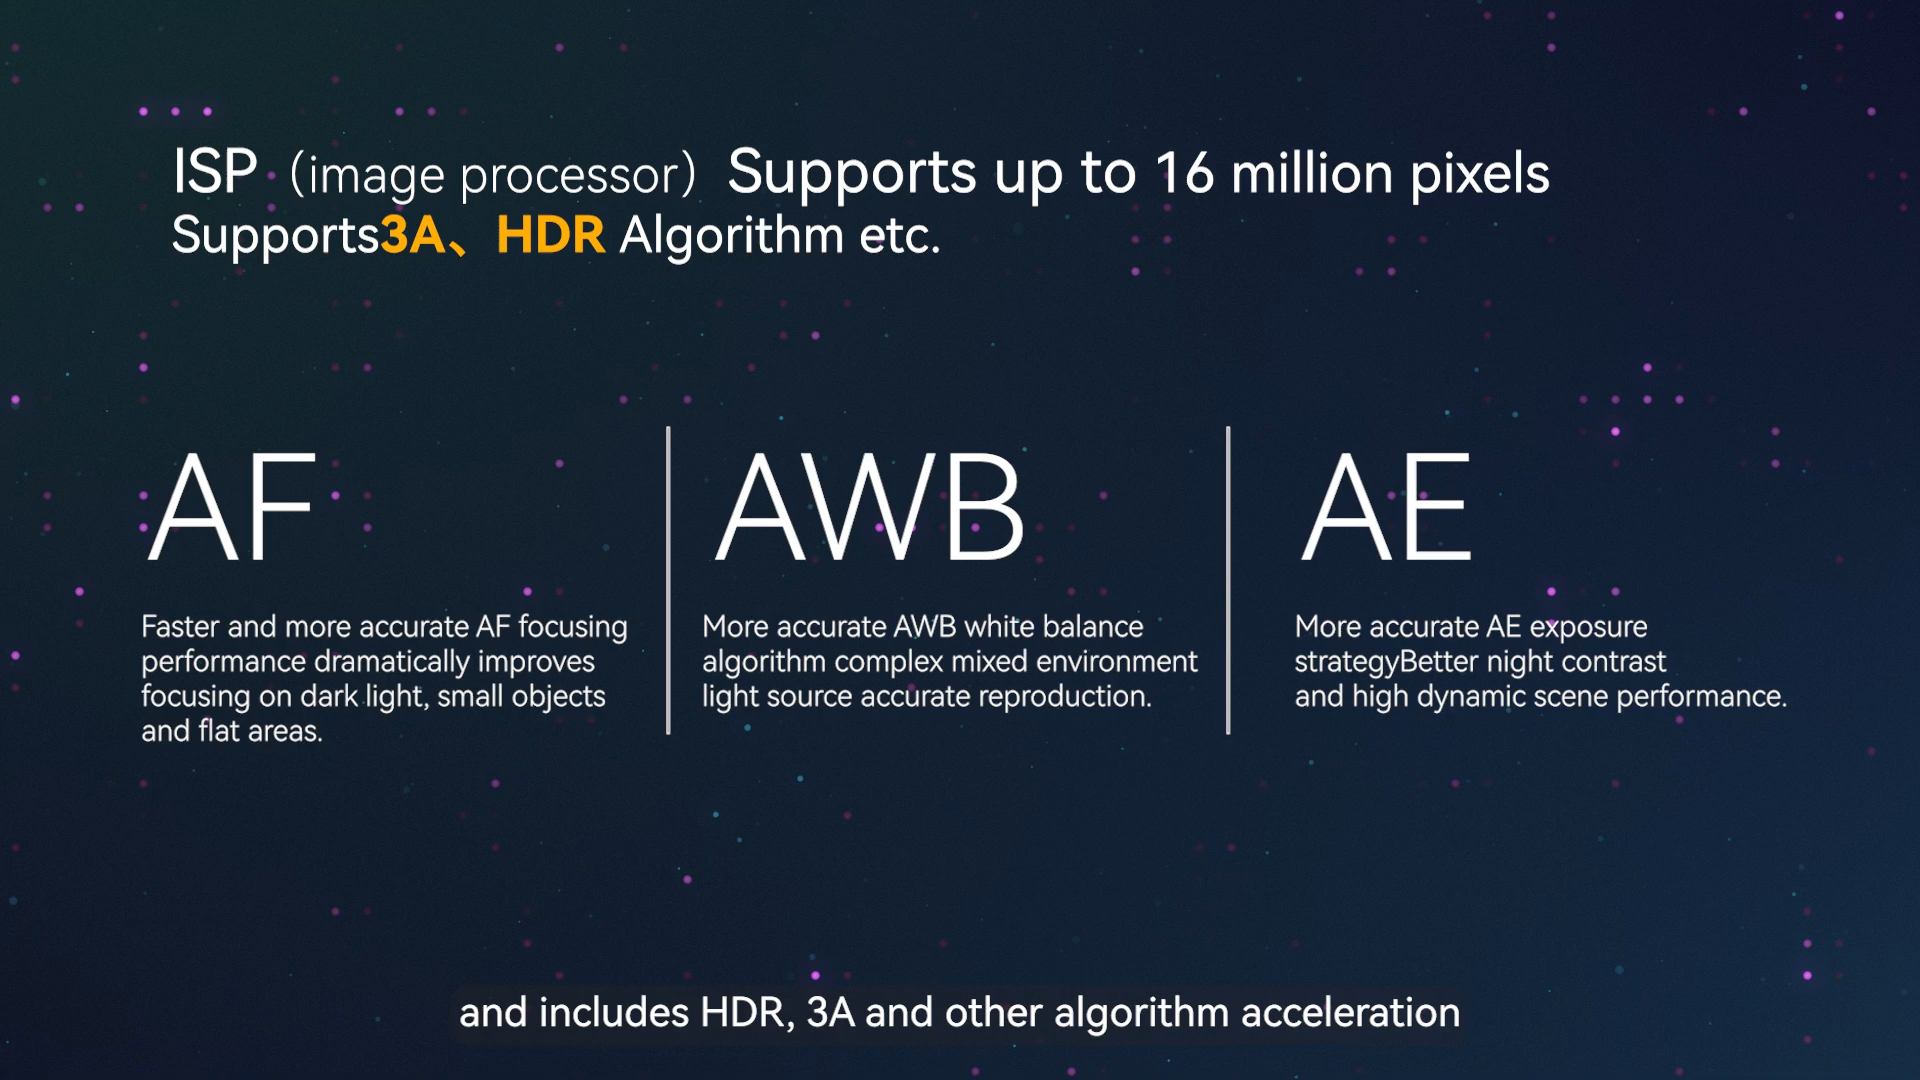 ISP（image processor）Supports up to 16 million pixels
Supports3A、HDR Algorithm etc.
AF
Faster and more accurate AF focusing
performance dramatically improves
focusing on dark light, small objects
and flat areas.
AWB
More accurate AWB white balance
algorithm complex mixed environment
light source accurate reproduction.
AE
More accurate AE exposure
strategyBetter night contrast
and high dynamic scene performance.
and includes HDR, 3A and other algorithm acceleration